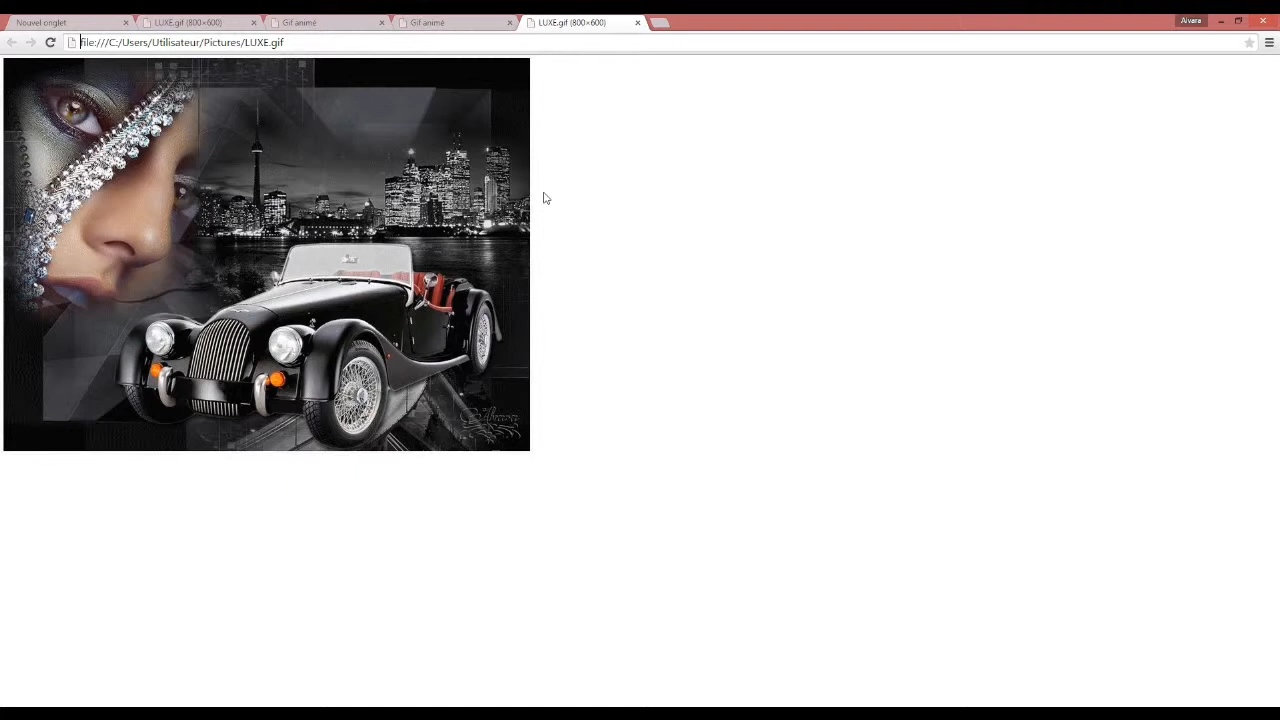 Nouvel onglet
LUXE.gif (800×600)
Gif animé
Gif animé
LUXE.gif (800×600)
Alvara
file:///C:/Users/Utilisateur/Pictures/LUXE.gif